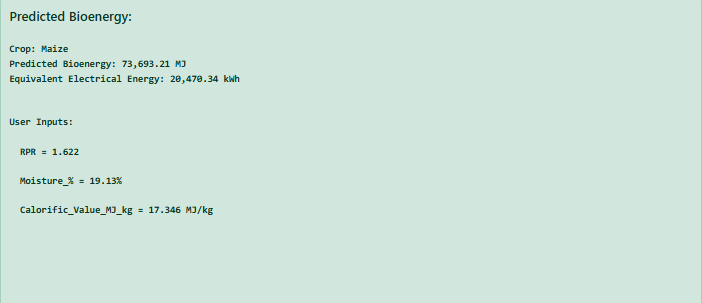 Predicted Bioenergy:
Crop: Maize
Predicted Bioenergy: 73,693.21 MJ
Equivalent Electrical Energy: 20,470.34 kWh
User Inputs:
RPR = 1.622
Moisture_% = 19.13%
Calorific_Value_MJ_kg = 17.346 MJ/kg